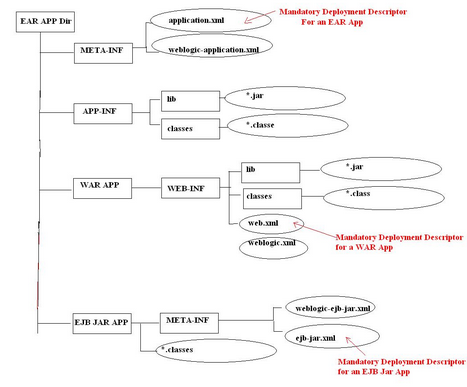 EAR APP Dir
application.xml
Mandatory Deployment Descriptor
For an EAR App
META-INF
weblogic-application.xml
lib
*.jar
APP-INF
classes
*.classe
lib
*.jar
WAR APP
WEB-INF
classes
*.class
web.xml
Mandatory Deployment Descriptor
for a WAR App
weblogic.xml
weblogic-ejb-jar.xml
EJB JAR APP
META-INF
ejb-jar.xml
*.classes
Mandatory Deployment Descriptor
for an EJB Jar App